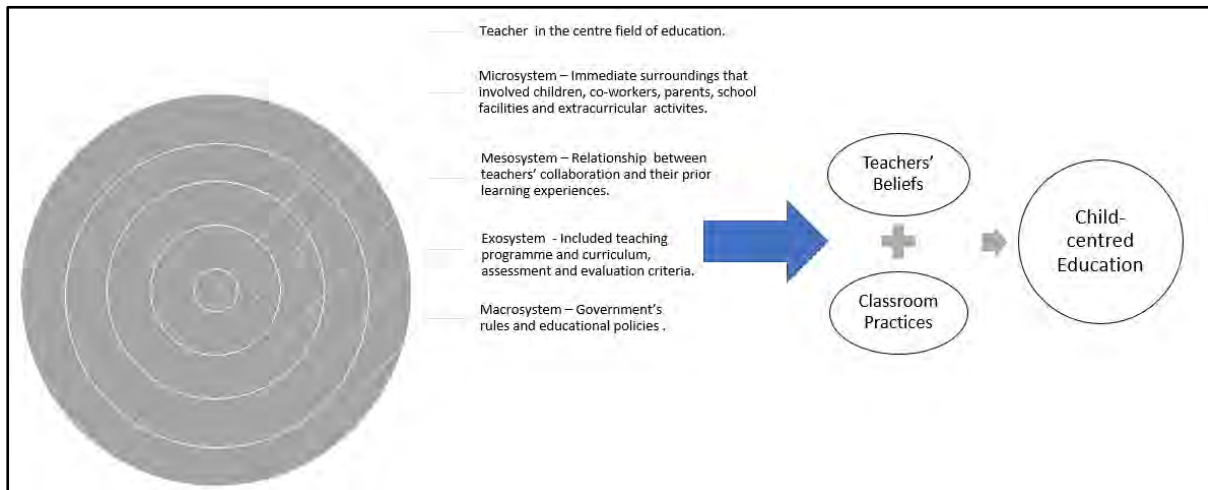 Teacher in the centre field of education.
Microsystem – Immediate surroundings that
involved children, co-workers, parents, school
facilities and extracurricular activites.
Mesosystem – Relationship between
teachers’ collaboration and their prior
learning experiences.
Exosystem - Included teaching
programme and curriculum,
assessment and evaluation criteria.
Macrosystem – Government’s
rules and educational policies .
Teachers’
Beliefs
Classroom
Practices
Child-
centred
Education